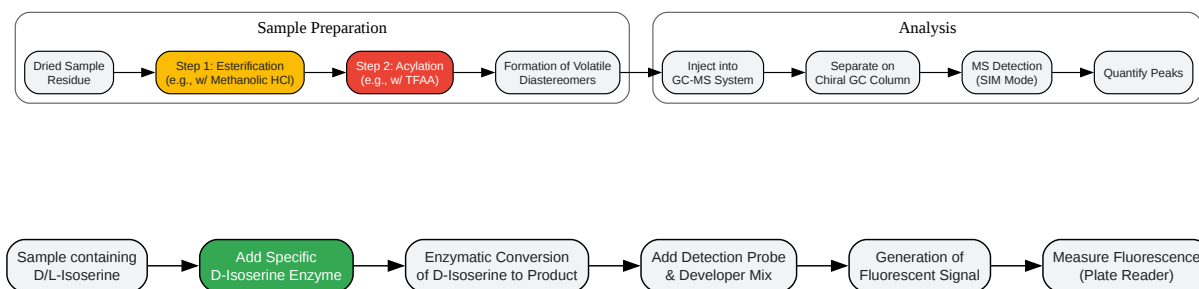 Sample Preparation
Analysis
Dried Sample
Residue
Step 1: Esterification
(e.g., w/ Methanolic HCl)
Step 2: Acylation
(e.g., w/ TFAA)
Formation of Volatile
Diastereomers
Inject into
GC-MS System
Separate on
Chiral GC Column
MS Detection
(SIM Mode)
Quantify Peaks
Sample containing
D/L-Isoserine
Add Specific
D-Isoserine Enzyme
Enzymatic Conversion
of D-Isoserine to Product
Add Detection Probe
& Developer Mix
Generation of
Fluorescent Signal
Measure Fluorescence
(Plate Reader)